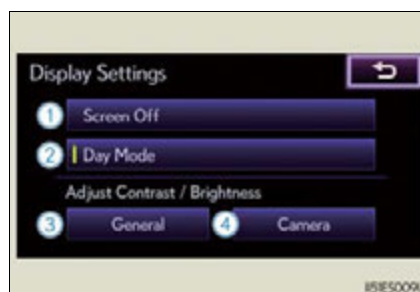 Display Settings
1 Screen Off
2 Day Mode
Adjust Contrast / Brightness
3 General 4 Camera